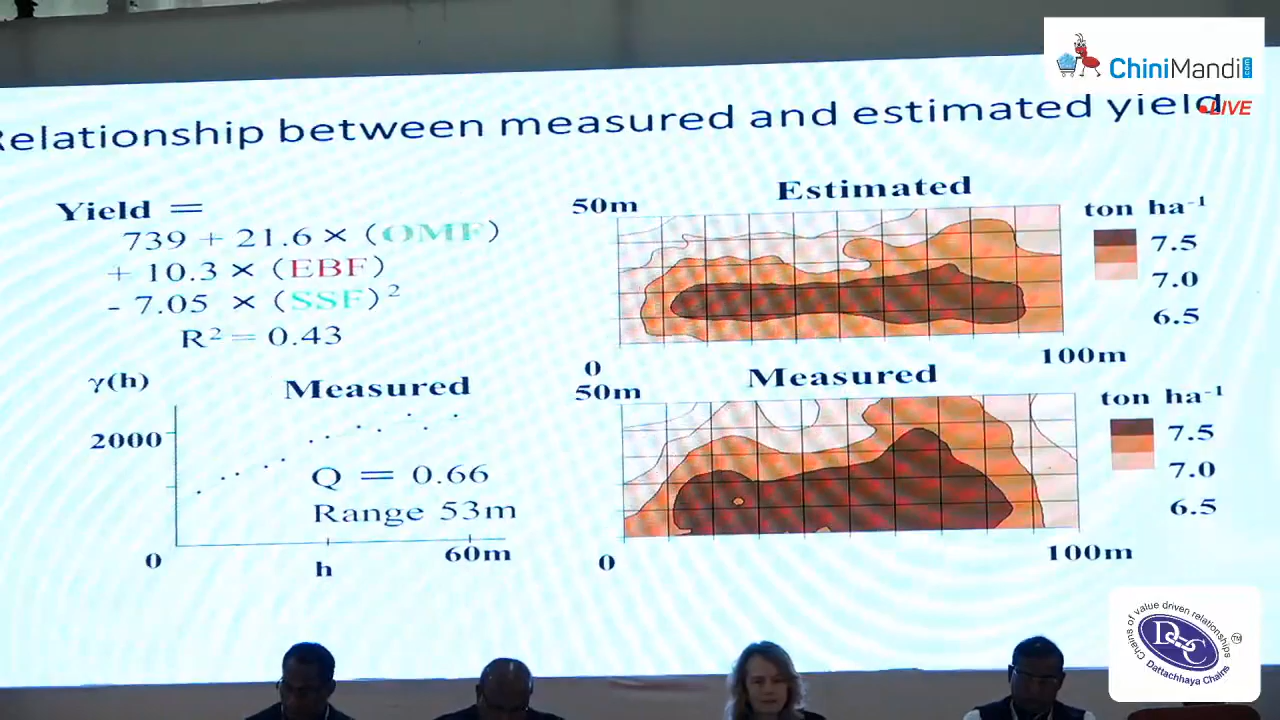 ChiniMandi.com
LIVE
Relationship between measured and estimated yield
Yield =
739 + 21.6 × (OMF)
+ 10.3 × (EBF)
- 7.05 × (SSF)²
R² = 0.43
Estimated
50m
ton ha⁻¹
7.5
7.0
6.5
0
100m
γ(h)
Measured
2000
Q = 0.66
Range 53m
0
h
60m
Measured
50m
ton ha⁻¹
7.5
7.0
6.5
0
100m
Chains of value driven relationships
DC
TM
Dattachhaya Chains